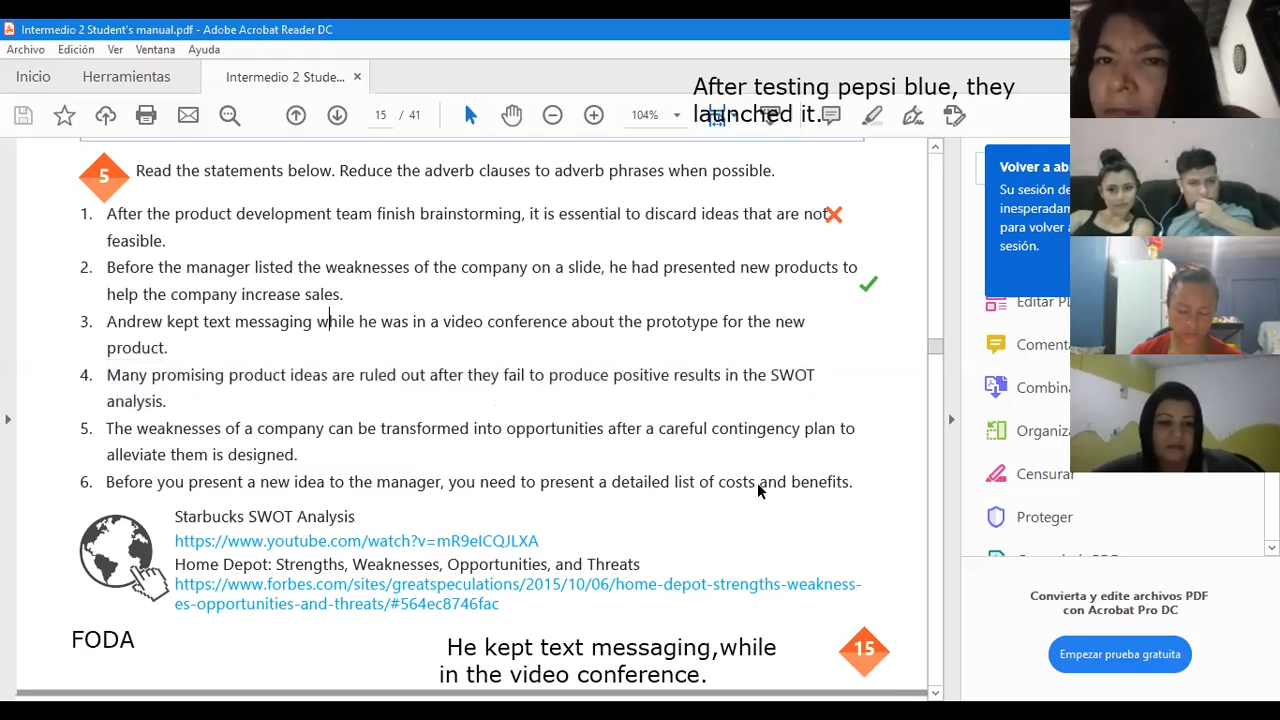 Intermedio 2 Student's manual.pdf - Adobe Acrobat Reader DC
Archivo Edición Ver Ventana Ayuda
Inicio Herramientas Intermedio 2 Stude... ×
After testing pepsi blue, they
launched it.
15 / 41 104%
5 Read the statements below. Reduce the adverb clauses to adverb phrases when possible.
1. After the product development team finish brainstorming, it is essential to discard ideas that are not
feasible.
2. Before the manager listed the weaknesses of the company on a slide, he had presented new products to
help the company increase sales.
3. Andrew kept text messaging while he was in a video conference about the prototype for the new
product.
4. Many promising product ideas are ruled out after they fail to produce positive results in the SWOT
analysis.
5. The weaknesses of a company can be transformed into opportunities after a careful contingency plan to
alleviate them is designed.
6. Before you present a new idea to the manager, you need to present a detailed list of costs and benefits.
Starbucks SWOT Analysis
https://www.youtube.com/watch?v=mR9eICQJLXA
Home Depot: Strengths, Weaknesses, Opportunities, and Threats
https://www.forbes.com/sites/greatspeculations/2015/10/06/home-depot-strengths-weakness-
es-opportunities-and-threats/#564ec8746fac
FODA
He kept text messaging,while
in the video conference.
15
Volver a ab
Su sesión de
inesperadam
para volver a
sesión.
Editar PD
Coment
Combina
Organiza
Censurar
Proteger
Convierta y edite archivos PDF
con Acrobat Pro DC
Empezar prueba gratuita